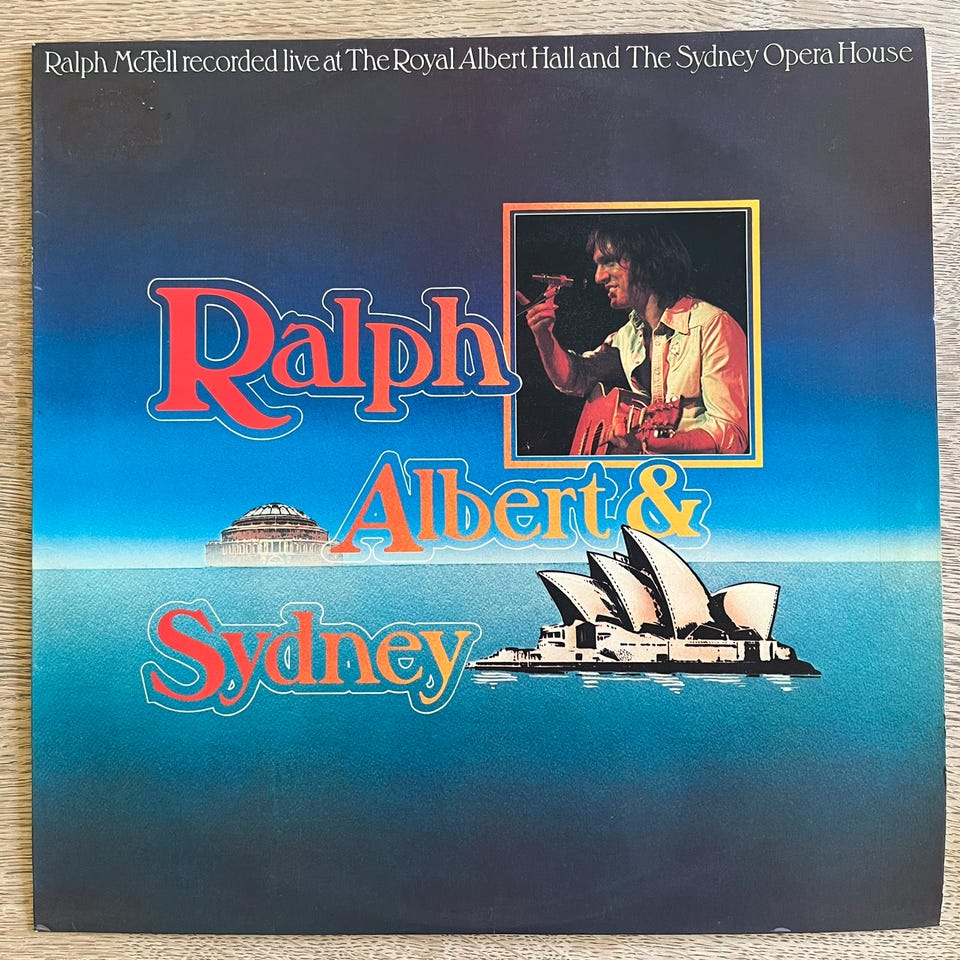 Ralph McTell recorded live at The Royal Albert Hall and The Sydney Opera House
Ralph
Albert &
Sydney